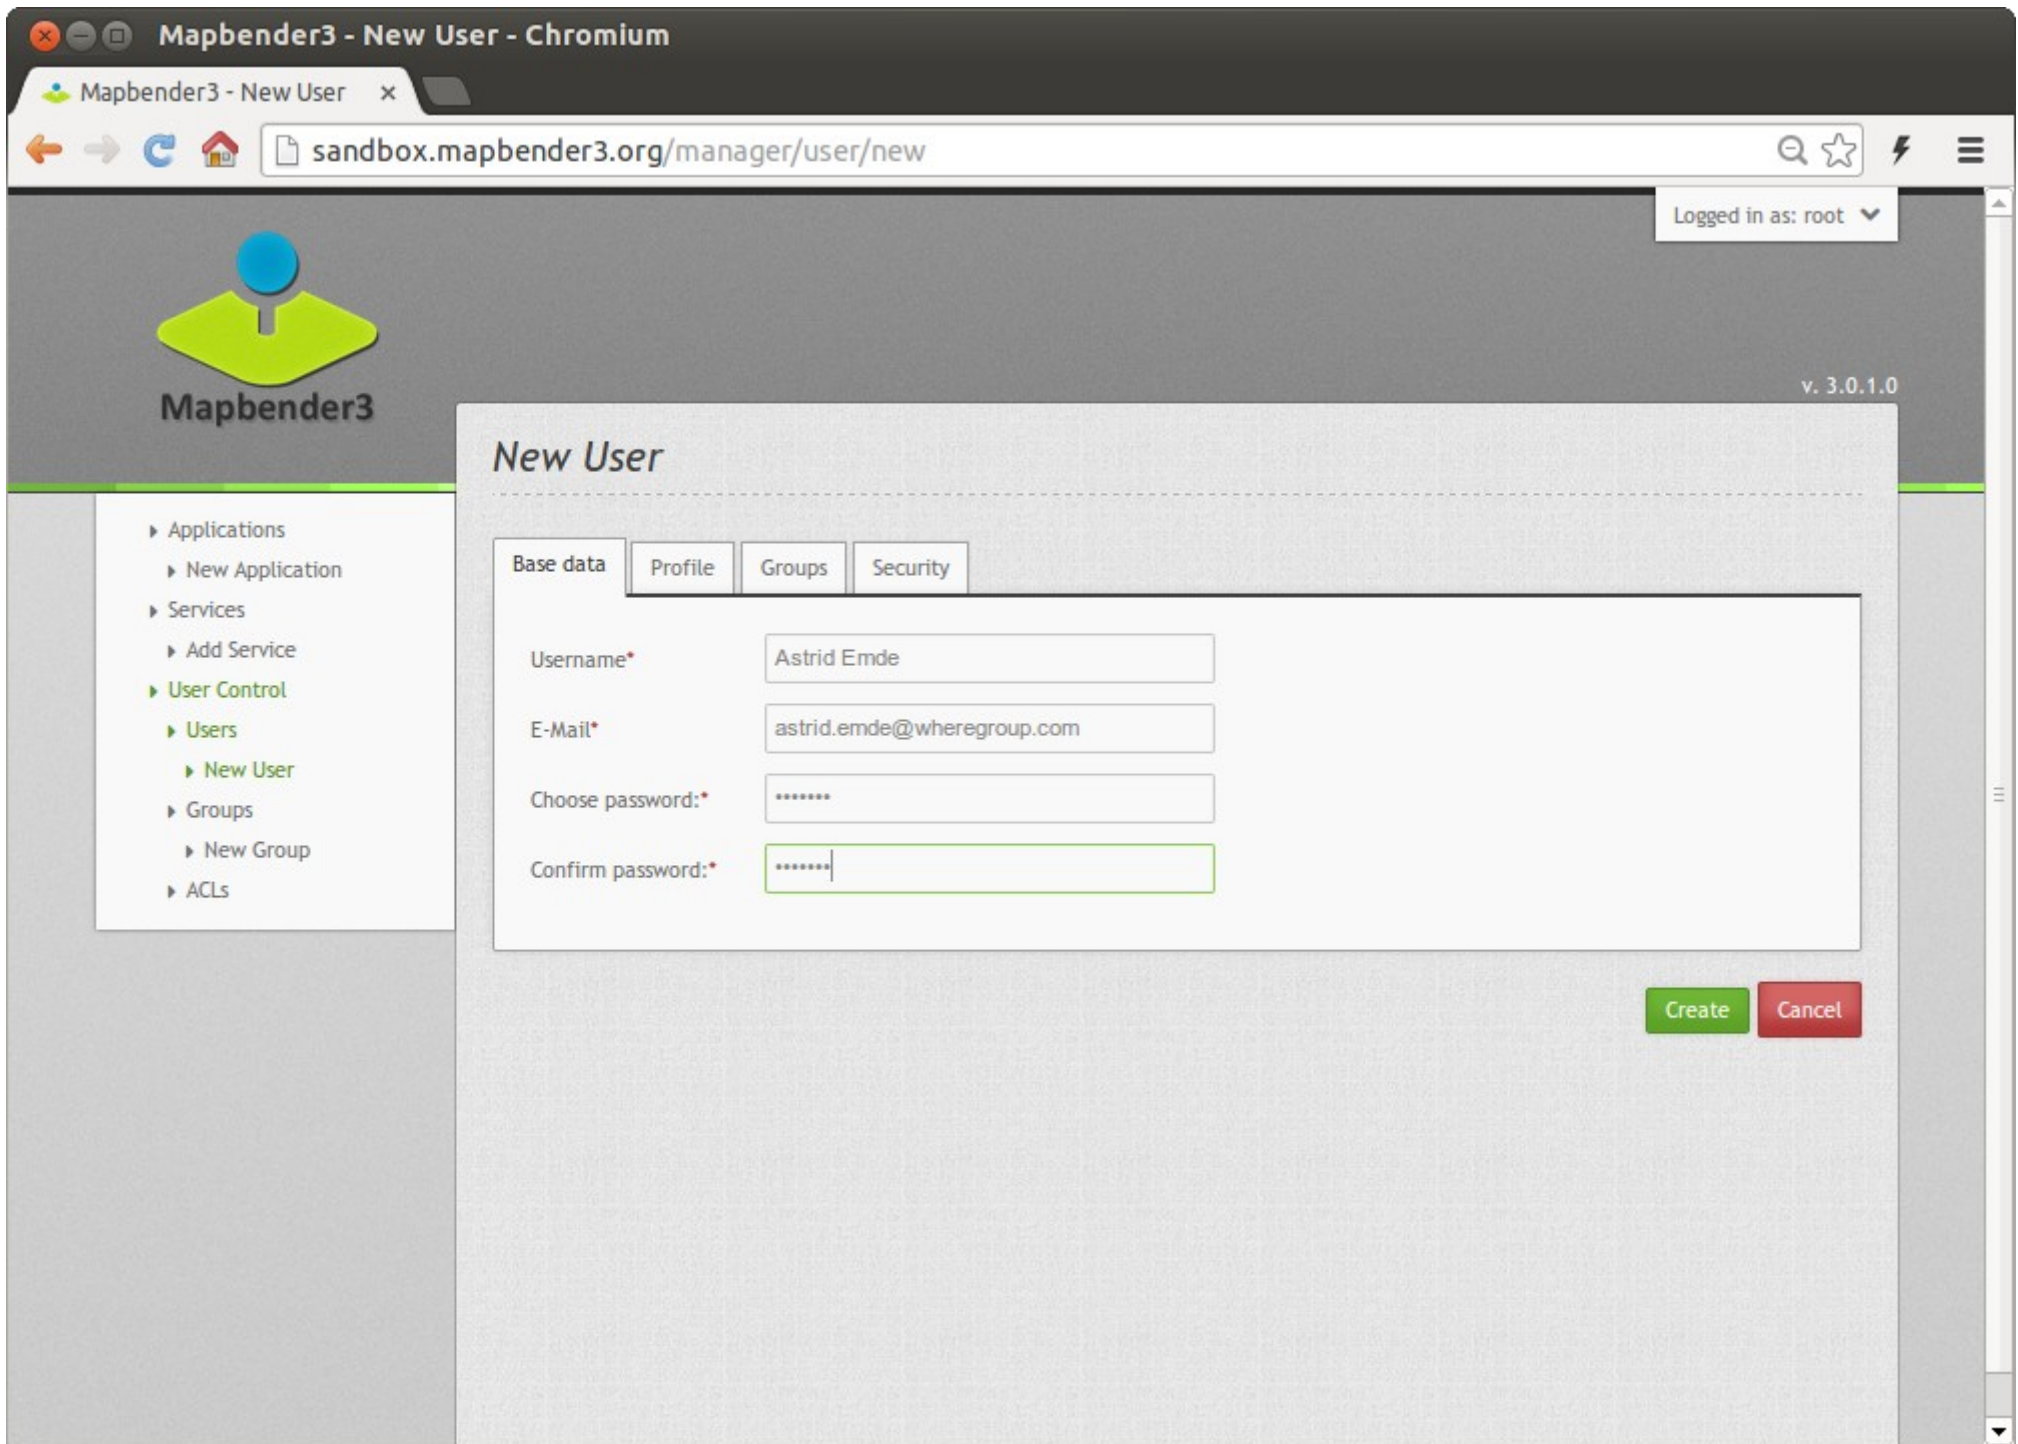 Mapbender3 - New User - Chromium
Mapbender3 - New User
sandbox.mapbender3.org/manager/user/new
Logged in as: root
Mapbender3
v. 3.0.1.0
New User
Applications
New Application
Services
Add Service
User Control
Users
New User
Groups
New Group
ACLs
Base data Profile Groups Security
Username* Astrid Emde
E-Mail* astrid.emde@wheregroup.com
Choose password:* •••••••
Confirm password:* •••••••
Create Cancel